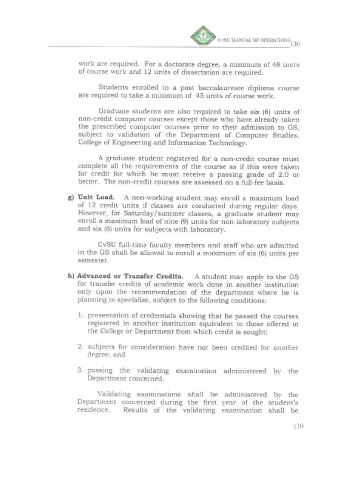 CvSU MANUAL OF OPERATIONS
130
work are required. For a doctorate degree, a minimum of 48 units
of course work and 12 units of dissertation are required.
Students enrolled in a post baccalaureate diploma course
are required to take a minimum of 45 units of course work.
Graduate students are also required to take six (6) units of
non-credit computer courses except those who have already taken
the prescribed computer courses prior to their admission to GS,
subject to validation of the Department of Computer Studies,
College of Engineering and Information Technology.
A graduate student registered for a non-credit course must
complete all the requirements of the course as if this were taken
for credit for which he must receive a passing grade of 2.0 or
better. The non-credit courses are assessed on a full-fee basis.
g) Unit Load. A non-working student may enroll a maximum load
of 12 credit units if classes are conducted during regular days.
However, for Saturday/summer classes, a graduate student may
enroll a maximum load of nine (9) units for non-laboratory subjects
and six (6) units for subjects with laboratory.
CvSU full-time faculty members and staff who are admitted
in the GS shall be allowed to enroll a maximum of six (6) units per
semester.
h) Advanced or Transfer Credits. A student may apply to the GS
for transfer credits of academic work done in another institution
only upon the recommendation of the department where he is
planning to specialize, subject to the following conditions:
1. presentation of credentials showing that he passed the courses
registered in another institution equivalent to those offered in
the College or Department from which credit is sought;
2. subjects for consideration have not been credited for another
degree; and
3. passing the validating examination administered by the
Department concerned.
Validating examinations shall be administered by the
Department concerned during the first year of the student's
residence. Results of the validating examination shall be
130